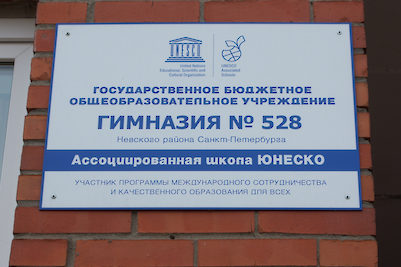 UNESCO
United Nations
Educational, Scientific and
Cultural Organization
UNESCO
Associated
Schools
ГОСУДАРСТВЕННОЕ БЮДЖЕТНОЕ
ОБЩЕОБРАЗОВАТЕЛЬНОЕ УЧРЕЖДЕНИЕ
ГИМНАЗИЯ № 528
Невского района Санкт-Петербурга
Ассоциированная школа ЮНЕСКО
УЧАСТНИК ПРОГРАММЫ МЕЖДУНАРОДНОГО СОТРУДНИЧЕСТВА
И КАЧЕСТВЕННОГО ОБРАЗОВАНИЯ ДЛЯ ВСЕХ